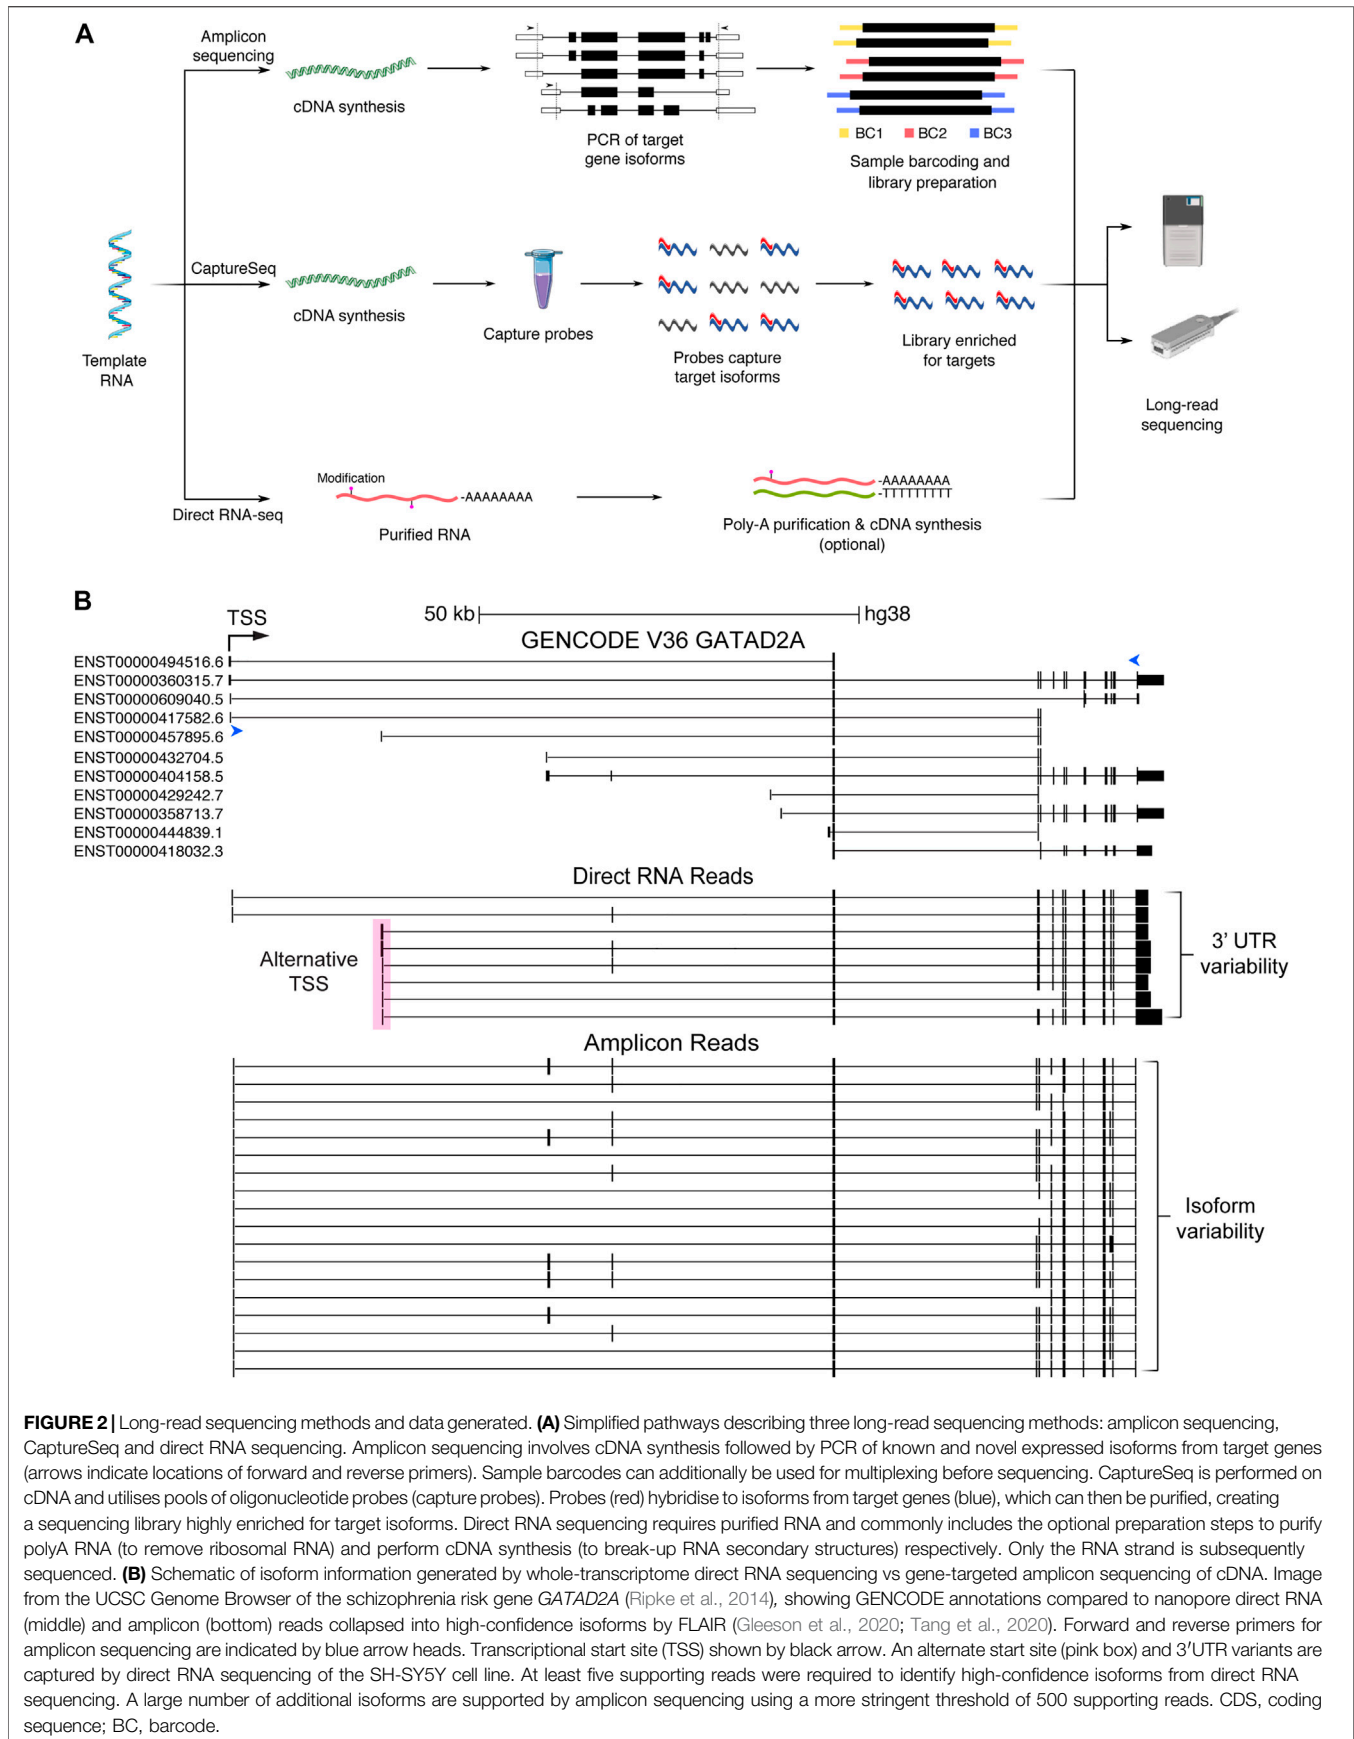 A
Amplicon
sequencing
cDNA synthesis
PCR of target
gene isoforms
BC1 BC2 BC3
Sample barcoding and
library preparation
Template
RNA
CaptureSeq
cDNA synthesis
Capture probes
Probes capture
target isoforms
Library enriched
for targets
Long-read
sequencing
Direct RNA-seq
Modification
-AAAAAAAA
Purified RNA
-AAAAAAAA
-TTTTTTTTT
Poly-A purification & cDNA synthesis
(optional)
B
TSS
50 kb hg38
GENCODE V36 GATAD2A
ENST00000494516.6
ENST00000360315.7
ENST00000609040.5
ENST00000417582.6
ENST00000457895.6
ENST00000432704.5
ENST00000404158.5
ENST00000429242.7
ENST00000358713.7
ENST00000444839.1
ENST00000418032.3
Direct RNA Reads
Alternative
TSS
3' UTR
variability
Amplicon Reads
Isoform
variability
FIGURE 2 | Long-read sequencing methods and data generated. (A) Simplified pathways describing three long-read sequencing methods: amplicon sequencing,
CaptureSeq and direct RNA sequencing. Amplicon sequencing involves cDNA synthesis followed by PCR of known and novel expressed isoforms from target genes
(arrows indicate locations of forward and reverse primers). Sample barcodes can additionally be used for multiplexing before sequencing. CaptureSeq is performed on
cDNA and utilises pools of oligonucleotide probes (capture probes). Probes (red) hybridise to isoforms from target genes (blue), which can then be purified, creating
a sequencing library highly enriched for target isoforms. Direct RNA sequencing requires purified RNA and commonly includes the optional preparation steps to purify
polyA RNA (to remove ribosomal RNA) and perform cDNA synthesis (to break-up RNA secondary structures) respectively. Only the RNA strand is subsequently
sequenced. (B) Schematic of isoform information generated by whole-transcriptome direct RNA sequencing vs gene-targeted amplicon sequencing of cDNA. Image
from the UCSC Genome Browser of the schizophrenia risk gene GATAD2A (Ripke et al., 2014), showing GENCODE annotations compared to nanopore direct RNA
(middle) and amplicon (bottom) reads collapsed into high-confidence isoforms by FLAIR (Gleeson et al., 2020; Tang et al., 2020). Forward and reverse primers for
amplicon sequencing are indicated by blue arrow heads. Transcriptional start site (TSS) shown by black arrow. An alternate start site (pink box) and 3′UTR variants are
captured by direct RNA sequencing of the SH-SY5Y cell line. At least five supporting reads were required to identify high-confidence isoforms from direct RNA
sequencing. A large number of additional isoforms are supported by amplicon sequencing using a more stringent threshold of 500 supporting reads. CDS, coding
sequence; BC, barcode.